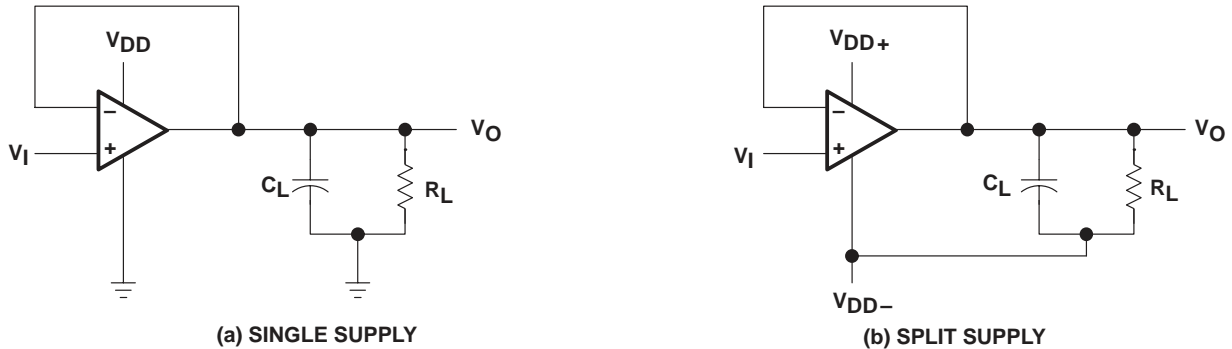 VDD
−
+
VI
VO
CL
RL
(a) SINGLE SUPPLY
VDD+
−
+
VI
VO
CL
RL
VDD−
(b) SPLIT SUPPLY